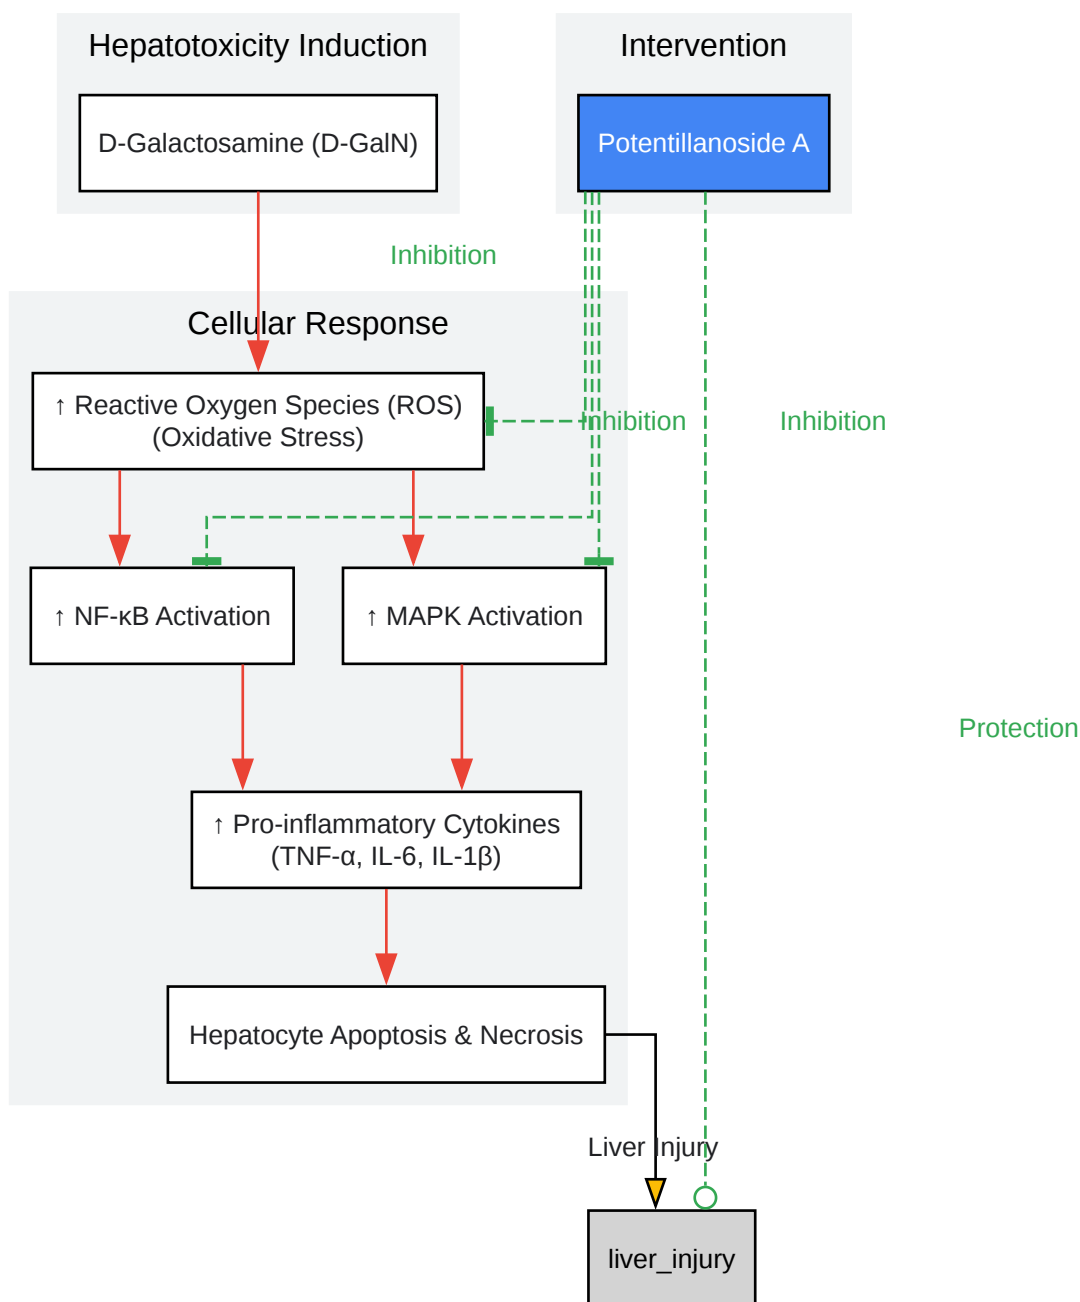 Hepatotoxicity Induction
Intervention
D-Galactosamine (D-GalN)
Potentillanoside A
Inhibition
Cellular Response
↑ Reactive Oxygen Species (ROS)
(Oxidative Stress)
Inhibition
Inhibition
↑ NF-κB Activation
↑ MAPK Activation
Protection
↑ Pro-inflammatory Cytokines
(TNF-α, IL-6, IL-1β)
Hepatocyte Apoptosis & Necrosis
Liver Injury
liver_injury